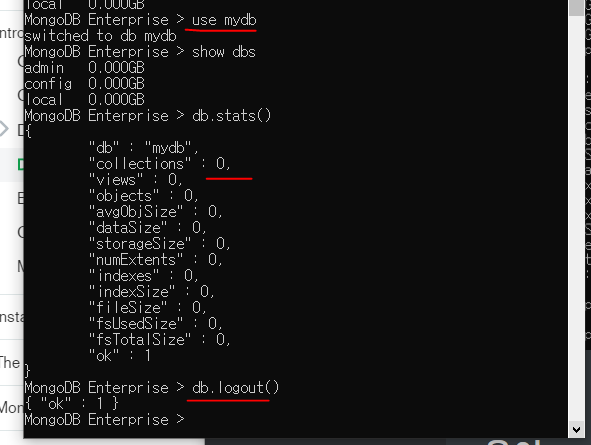 local   0.000GB
MongoDB Enterprise > use mydb
switched to db mydb
MongoDB Enterprise > show dbs
admin   0.000GB
config  0.000GB
local   0.000GB
MongoDB Enterprise > db.stats()
{
        "db" : "mydb",
        "collections" : 0,
        "views" : 0,
        "objects" : 0,
        "avgObjSize" : 0,
        "dataSize" : 0,
        "storageSize" : 0,
        "numExtents" : 0,
        "indexes" : 0,
        "indexSize" : 0,
        "fileSize" : 0,
        "fsUsedSize" : 0,
        "fsTotalSize" : 0,
        "ok" : 1
}
MongoDB Enterprise > db.logout()
{ "ok" : 1 }
MongoDB Enterprise >
The